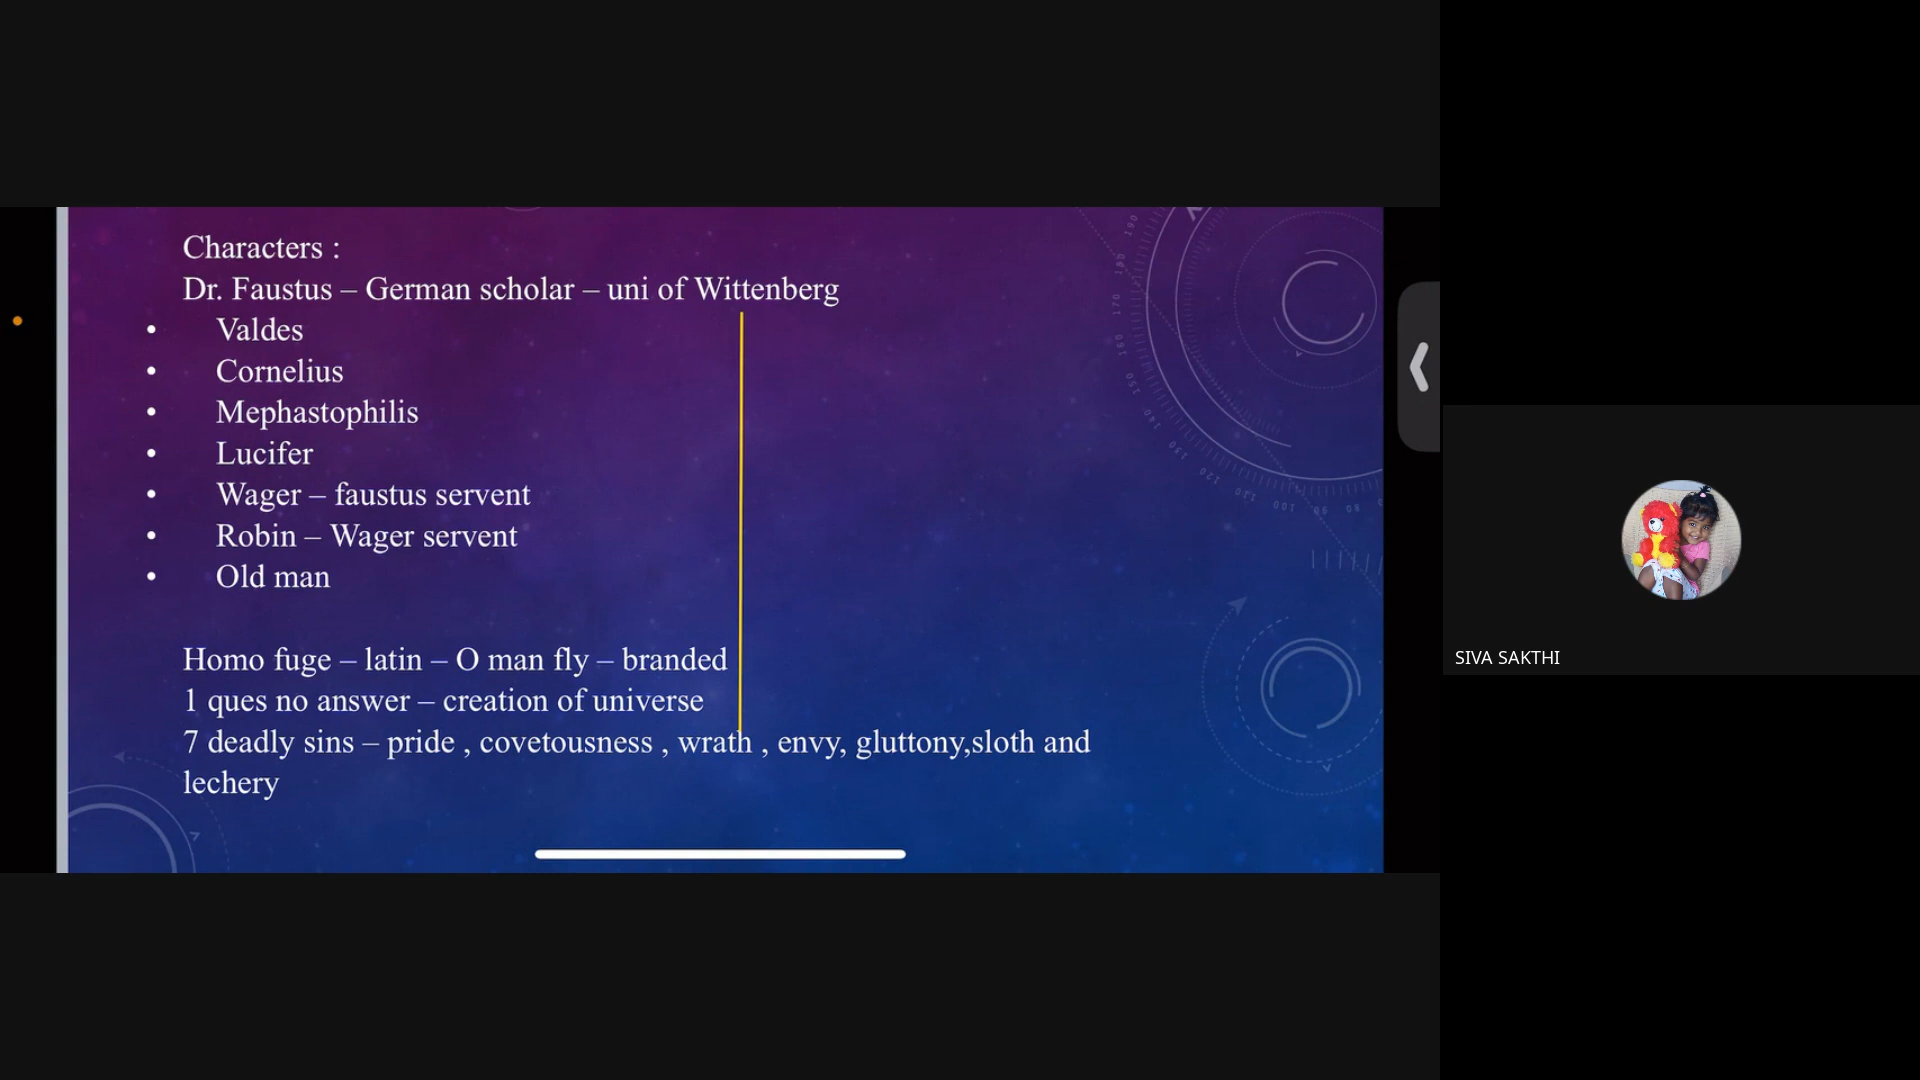 Characters :
Dr. Faustus – German scholar – uni of Wittenberg
• Valdes
• Cornelius
• Mephastophilis
• Lucifer
• Wager – faustus servent
• Robin – Wager servent
• Old man
Homo fuge – latin – O man fly – branded
1 ques no answer – creation of universe
7 deadly sins – pride , covetousness , wrath , envy, gluttony,sloth and
lechery
SIVA SAKTHI